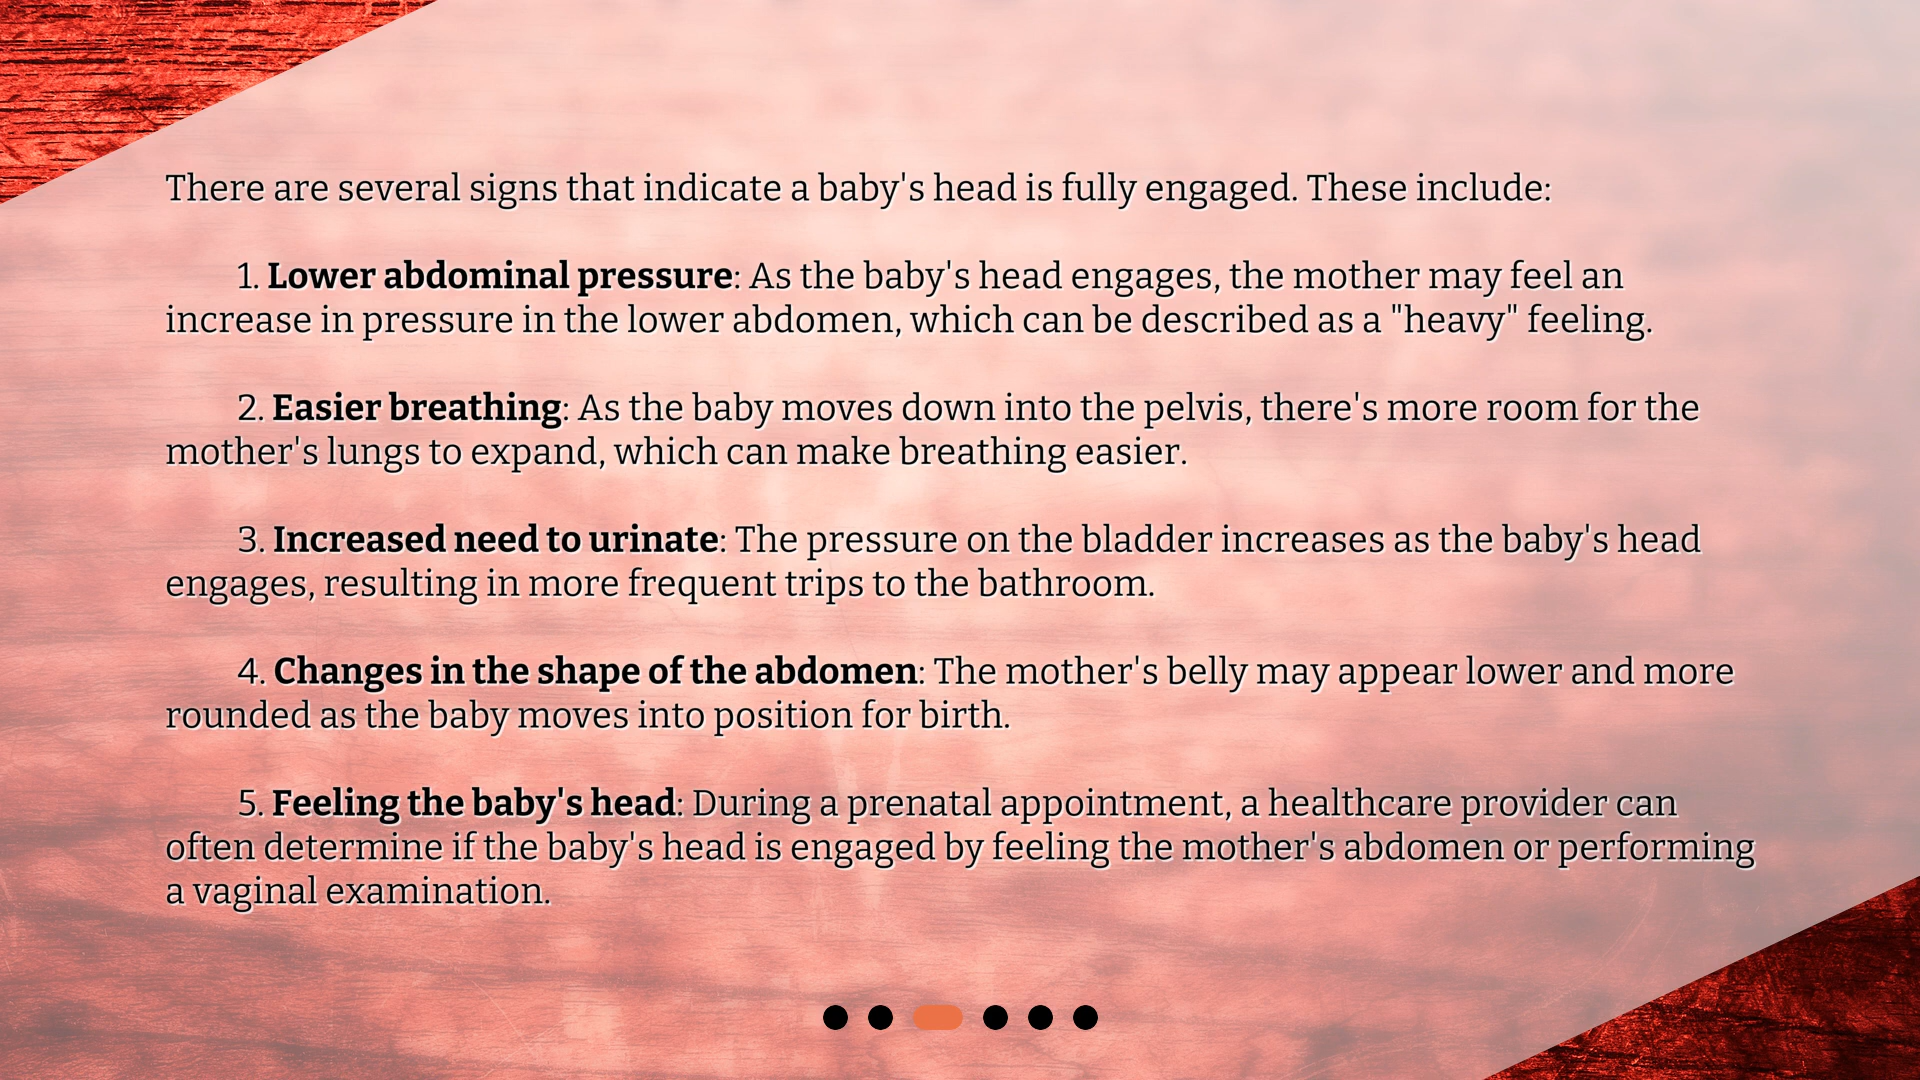 There are several signs that indicate a baby's head is fully engaged. These include:
1. Lower abdominal pressure: As the baby's head engages, the mother may feel an
increase in pressure in the lower abdomen, which can be described as a "heavy" feeling.
2. Easier breathing: As the baby moves down into the pelvis, there's more room for the
mother's lungs to expand, which can make breathing easier.
3. Increased need to urinate: The pressure on the bladder increases as the baby's head
engages, resulting in more frequent trips to the bathroom.
4. Changes in the shape of the abdomen: The mother's belly may appear lower and more
rounded as the baby moves into position for birth.
5. Feeling the baby's head: During a prenatal appointment, a healthcare provider can
often determine if the baby's head is engaged by feeling the mother's abdomen or performing
a vaginal examination.